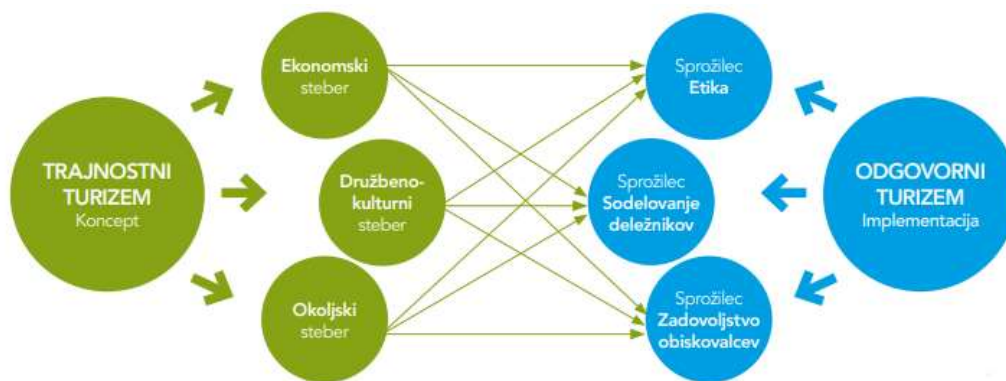 TRAJNOSTNI
TURIZEM
Koncept
Ekonomski
steber
Družbeno-
kulturni
steber
Okoljski
steber
Sprožilec
Etika
Sprožilec
Sodelovanje
deležnikov
Sprožilec
Zadovoljstvo
obiskovalcev
ODGOVORNI
TURIZEM
Implementacija